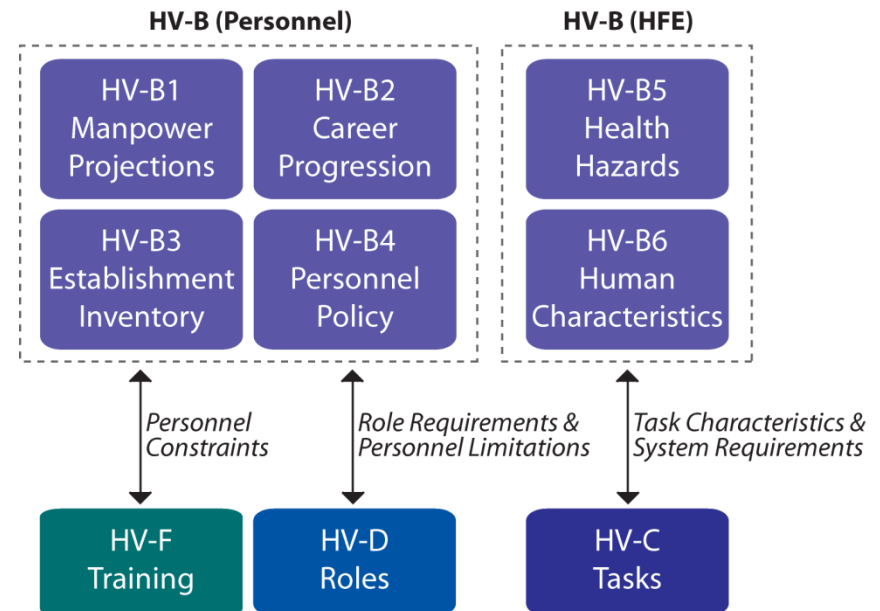 HV-B (Personnel)
HV-B (HFE)
HV-B1
Manpower
Projections
HV-B2
Career
Progression
HV-B5
Health
Hazards
HV-B3
Establishment
Inventory
HV-B4
Personnel
Policy
HV-B6
Human
Characteristics
Personnel
Constraints
Role Requirements &
Personnel Limitations
Task Characteristics &
System Requirements
HV-F
Training
HV-D
Roles
HV-C
Tasks